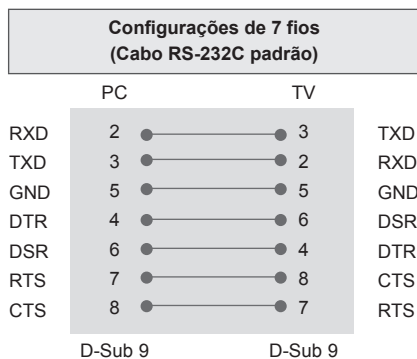 Configurações de 7 fios
(Cabo RS-232C padrão)
PC TV
RXD 2 3 TXD
TXD 3 2 RXD
GND 5 5 GND
DTR 4 6 DSR
DSR 6 4 DTR
RTS 7 8 CTS
CTS 8 7 RTS
D-Sub 9 D-Sub 9